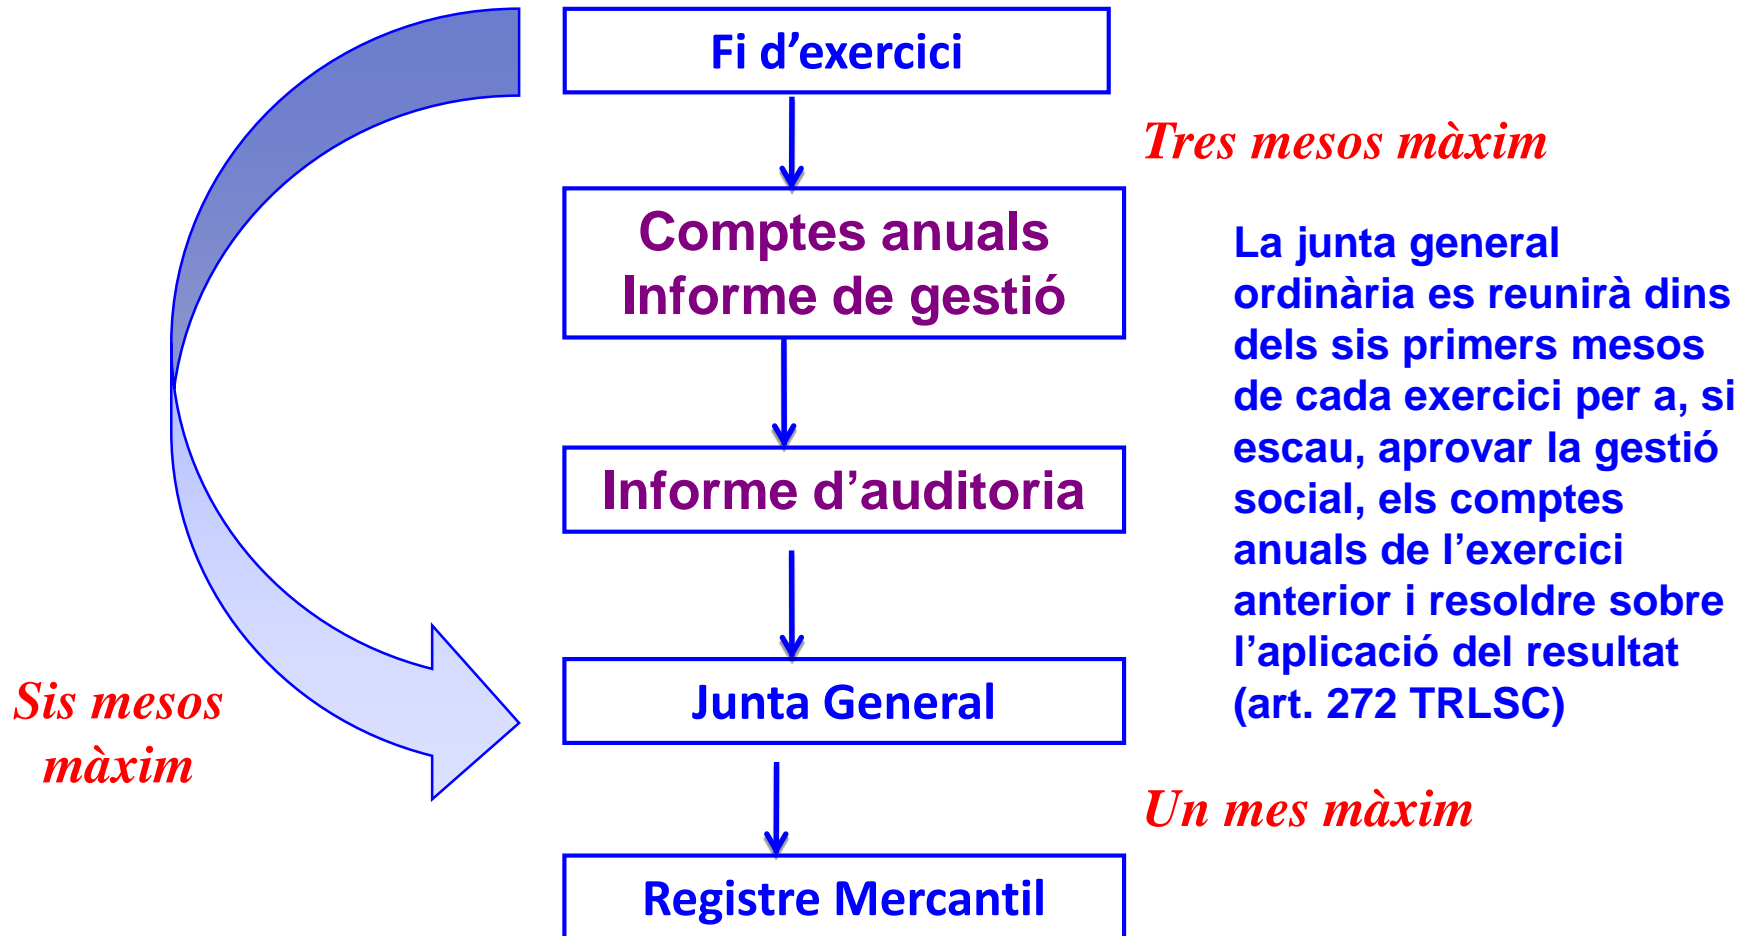 Fi d’exercici
Tres mesos màxim
Comptes anuals
Informe de gestió
La junta general
ordinària es reunirà dins
dels sis primers mesos
de cada exercici per a, si
escau, aprovar la gestió
social, els comptes
anuals de l’exercici
anterior i resoldre sobre
l’aplicació del resultat
(art. 272 TRLSC)
Informe d’auditoria
Junta General
Sis mesos
màxim
Un mes màxim
Registre Mercantil